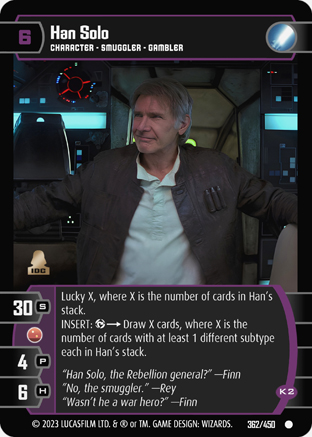 6
Han Solo
CHARACTER - SMUGGLER - GAMBLER
IDC
30 S
4 P
6 H
Lucky X, where X is the number of cards in Han's
stack.
INSERT: → Draw X cards, where X is the
number of cards with at least 1 different subtype
each in Han's stack.
"Han Solo, the Rebellion general?" —Finn
"No, the smuggler." —Rey
"Wasn't he a war hero?" —Finn
K2
© 2023 LUCASFILM LTD. & ® or TM. GAME DESIGN: WIZARDS.
362/450